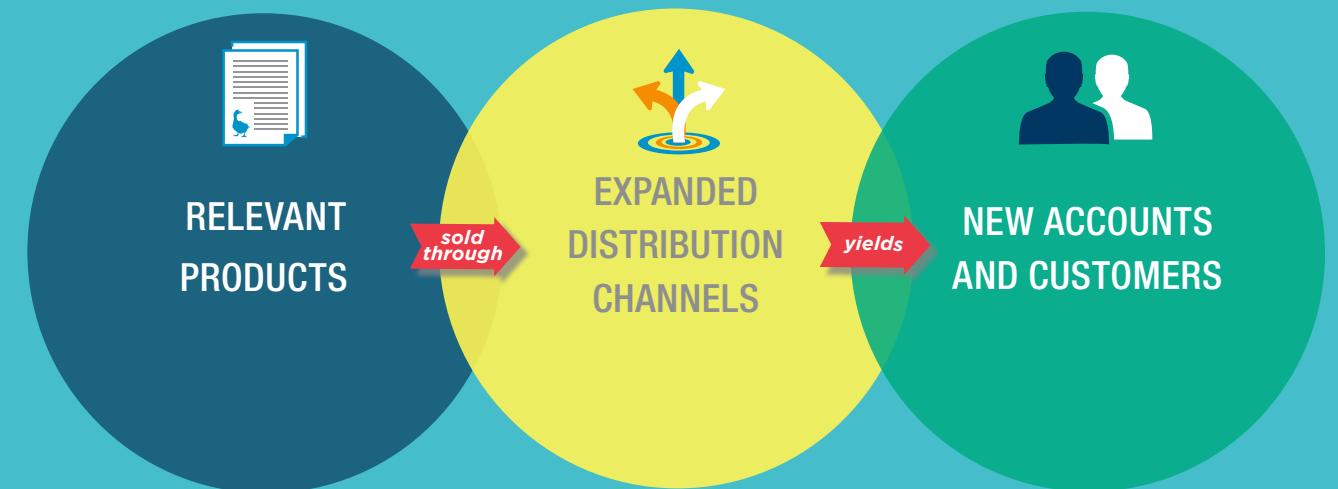 RELEVANT
PRODUCTS
sold
through
EXPANDED
DISTRIBUTION
CHANNELS
yields
NEW ACCOUNTS
AND CUSTOMERS